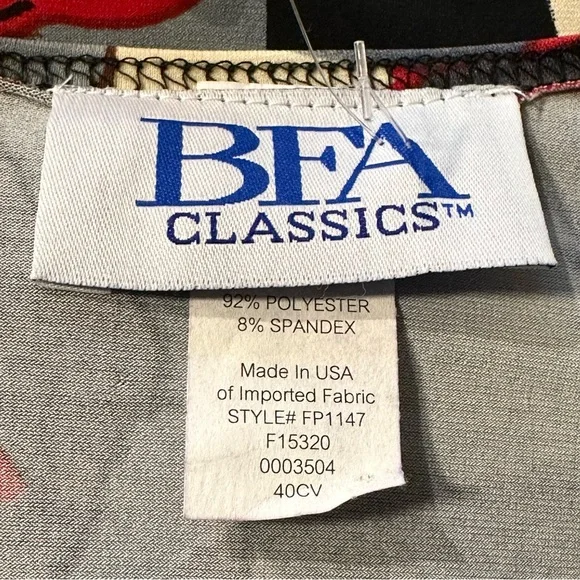 BFA
CLASSICS™
92% POLYESTER
8% SPANDEX
Made In USA
of Imported Fabric
STYLE# FP1147
F15320
0003504
40CV